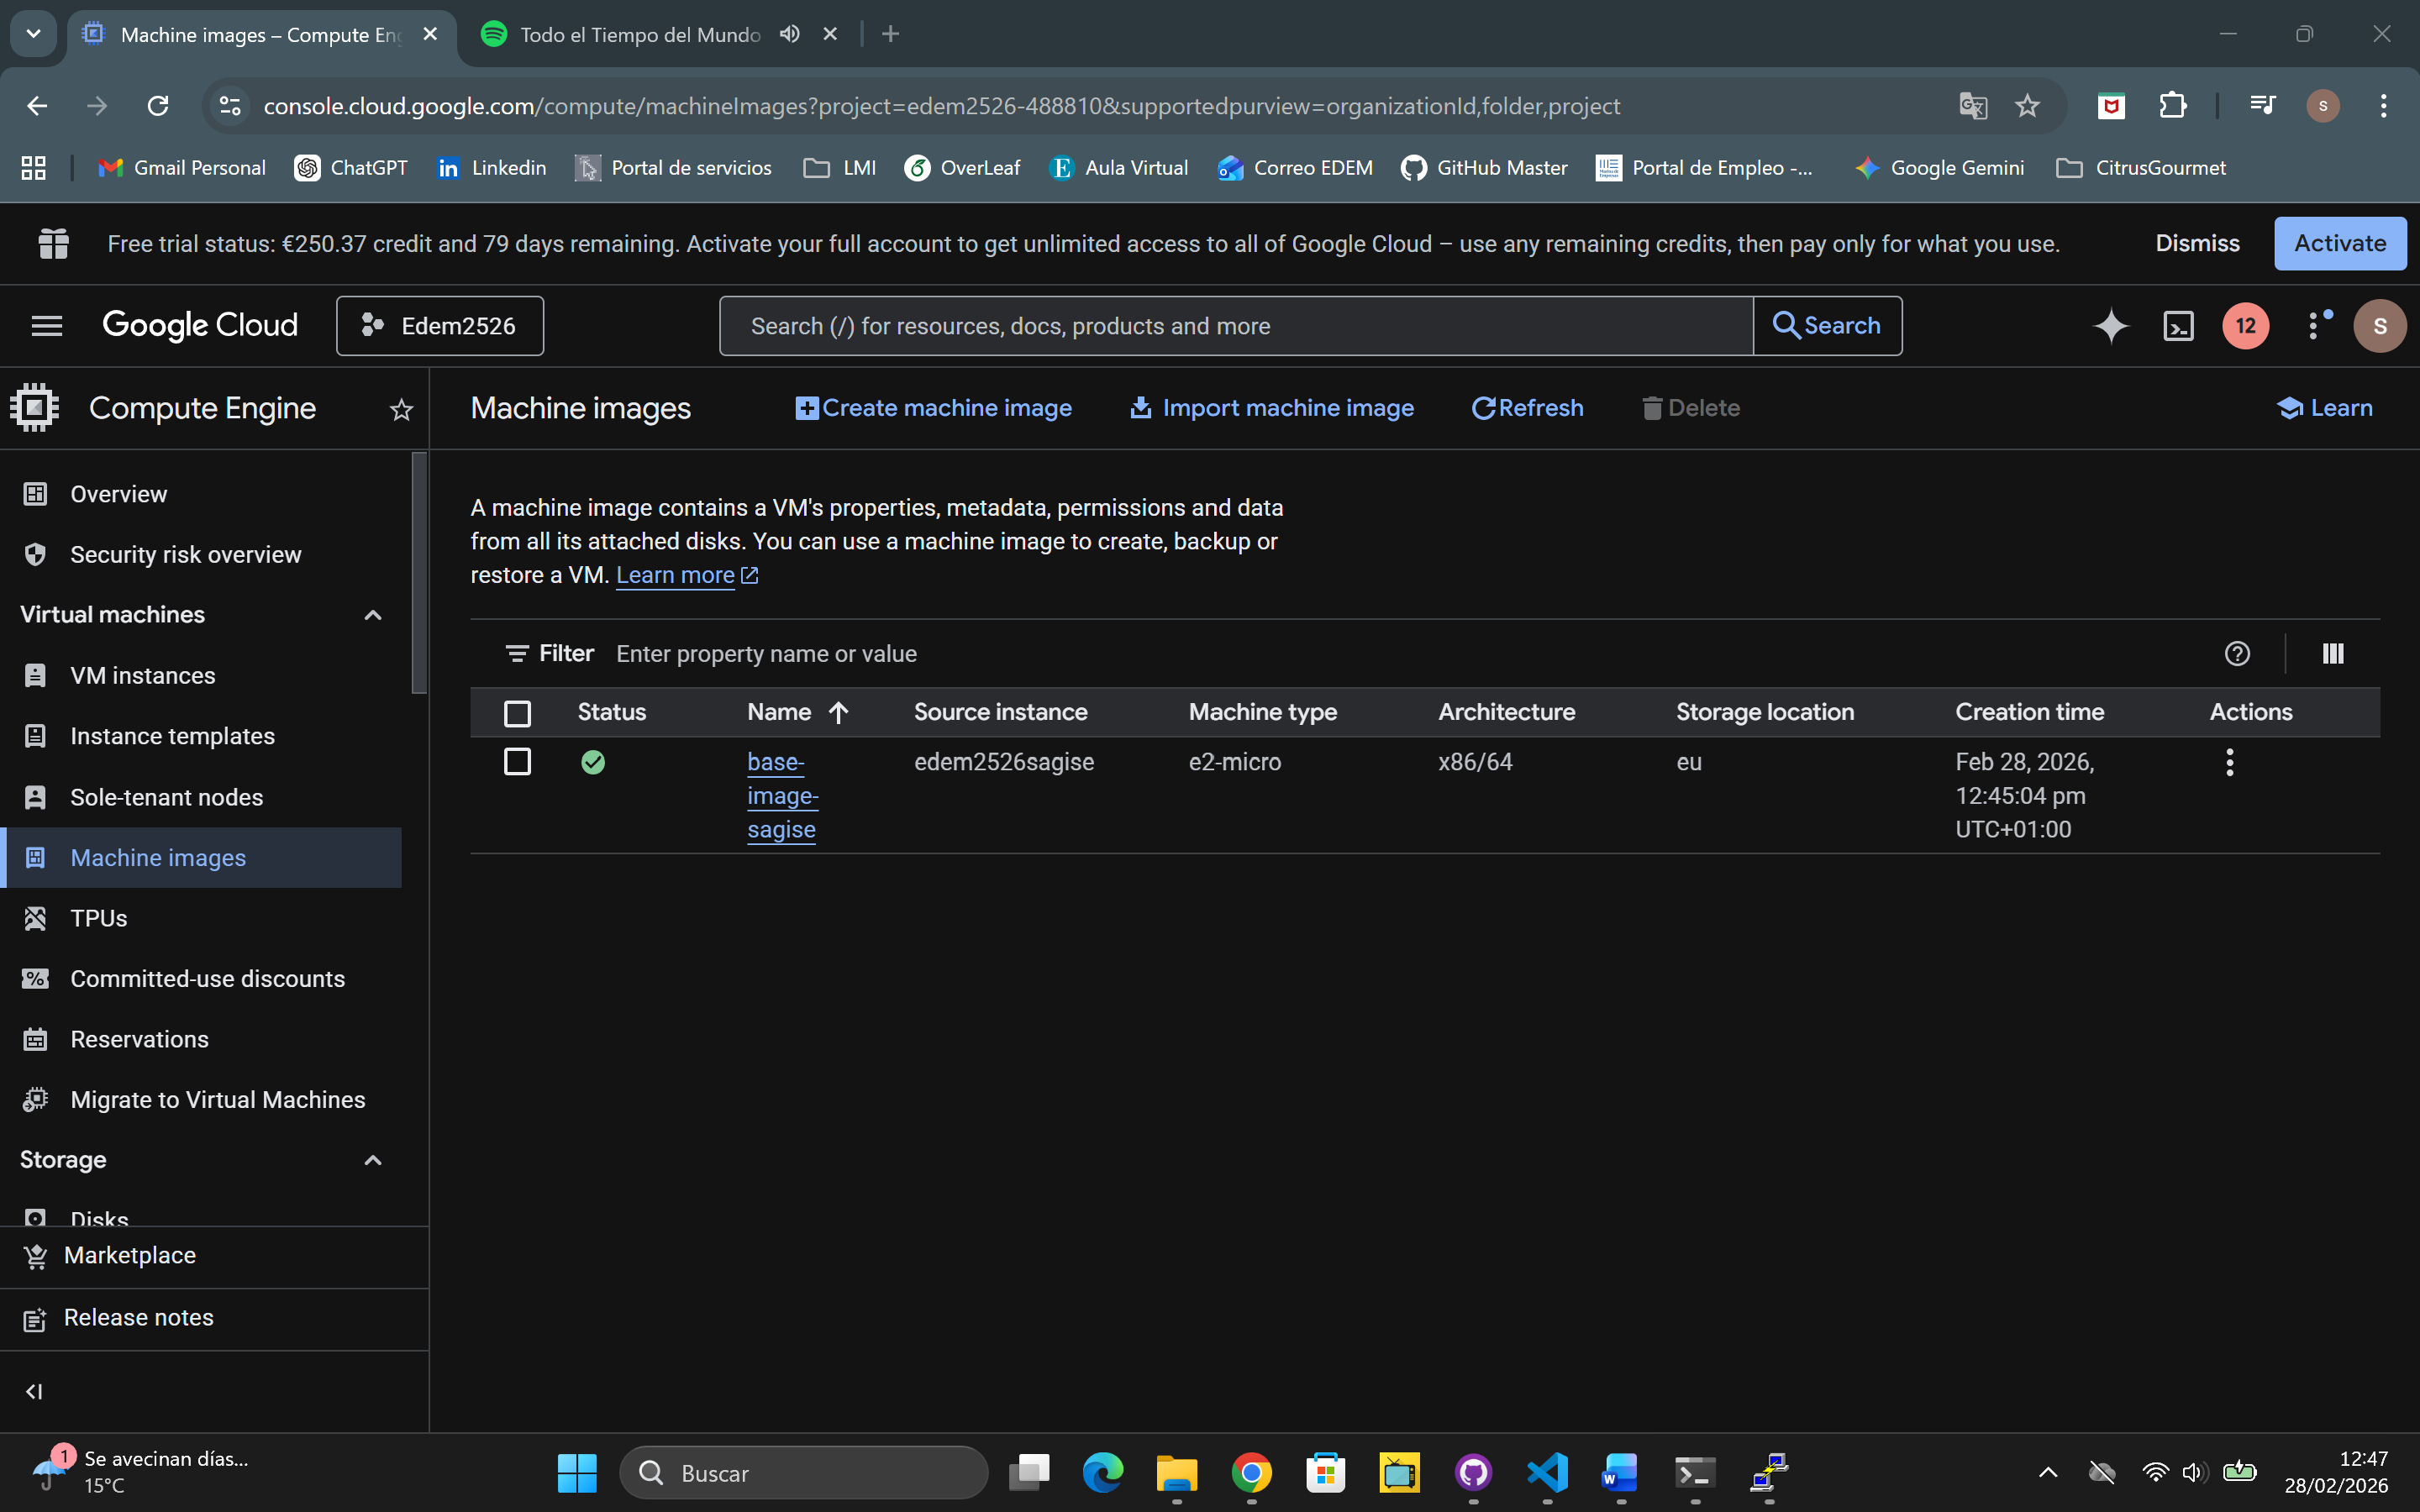 Machine images – Compute En
Todo el Tiempo del Mundo
console.cloud.google.com/compute/machineImages?project=edem2526-488810&supportedpurview=organizationId,folder,project
S
Gmail Personal
ChatGPT
Linkedin
Portal de servicios
LMI
OverLeaf
Aula Virtual
Correo EDEM
GitHub Master
Portal de Empleo -...
Google Gemini
CitrusGourmet
Free trial status: €250.37 credit and 79 days remaining. Activate your full account to get unlimited access to all of Google Cloud – use any remaining credits, then pay only for what you use.
Dismiss
Activate
Google Cloud
Edem2526
Search (/) for resources, docs, products and more
Search
12
S
Compute Engine
Machine images
Create machine image
Import machine image
Refresh
Delete
Learn
Overview
Security risk overview
Virtual machines
VM instances
Instance templates
Sole-tenant nodes
Machine images
TPUs
Committed-use discounts
Reservations
Migrate to Virtual Machines
Storage
Disks
Marketplace
Release notes
A machine image contains a VM's properties, metadata, permissions and data
from all its attached disks. You can use a machine image to create, backup or
restore a VM. Learn more
Filter Enter property name or value
Status Name Source instance Machine type Architecture Storage location Creation time Actions
base-image-sagise edem2526sagise e2-micro x86/64 eu Feb 28, 2026, 12:45:04 pm UTC+01:00
1
Se avecinan días...
15°C
Buscar
12:47
28/02/2026